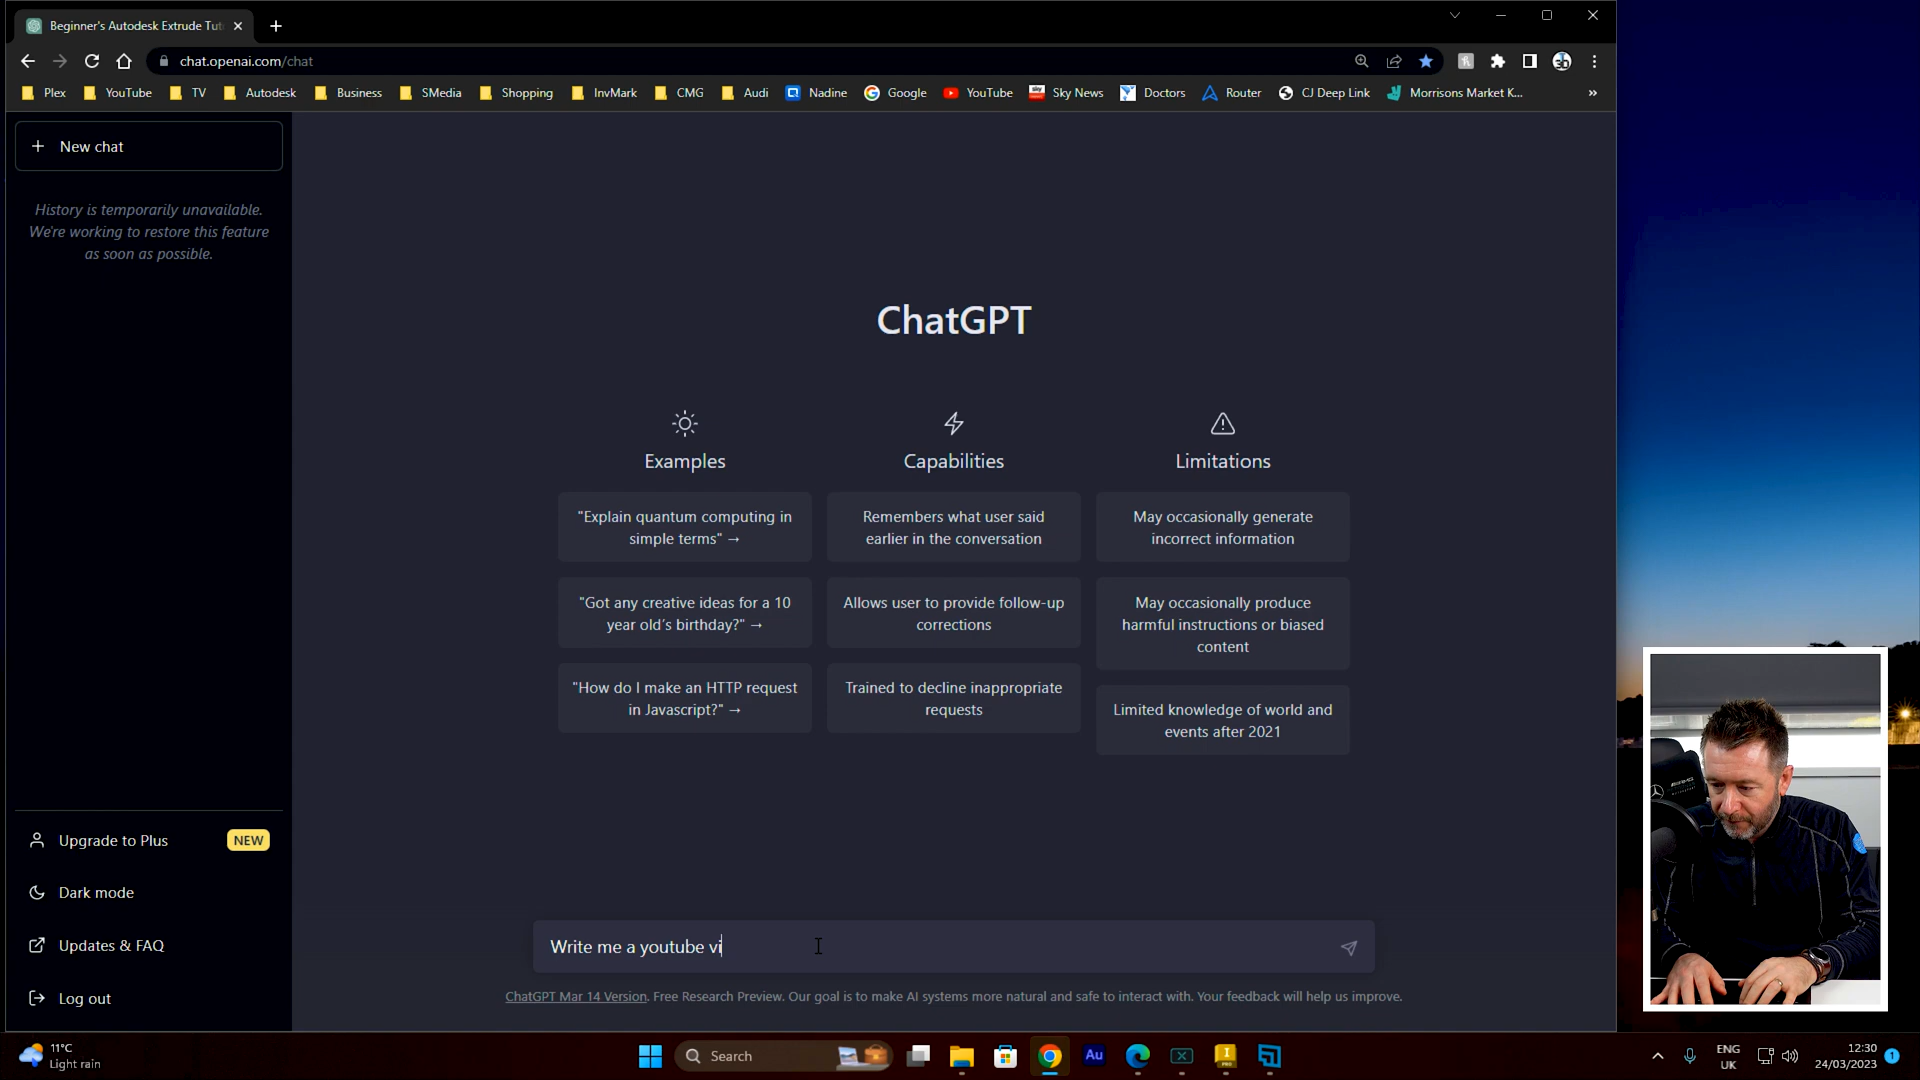 Beginner's Autodesk Extrude Tut
chat.openai.com/chat
Plex
YouTube
TV
Autodesk
Business
SMedia
Shopping
InvMark
CMG
Audi
Nadine
Google
YouTube
Sky News
Doctors
Router
CJ Deep Link
Morrisons Market K...
New chat
History is temporarily unavailable.
We're working to restore this feature
as soon as possible.
ChatGPT
Examples
"Explain quantum computing in
simple terms" →
"Got any creative ideas for a 10
year old's birthday?" →
"How do I make an HTTP request
in Javascript?" →
Capabilities
Remembers what user said
earlier in the conversation
Allows user to provide follow-up
corrections
Trained to decline inappropriate
requests
Limitations
May occasionally generate
incorrect information
May occasionally produce
harmful instructions or biased
content
Limited knowledge of world and
events after 2021
Upgrade to Plus
NEW
Dark mode
Updates & FAQ
Log out
Write me a youtube vi
ChatGPT Mar 14 Version. Free Research Preview. Our goal is to make AI systems more natural and safe to interact with. Your feedback will help us improve.
11°C
Light rain
Search
Au
I
PRO
ENG
UK
12:30
24/03/2023
1